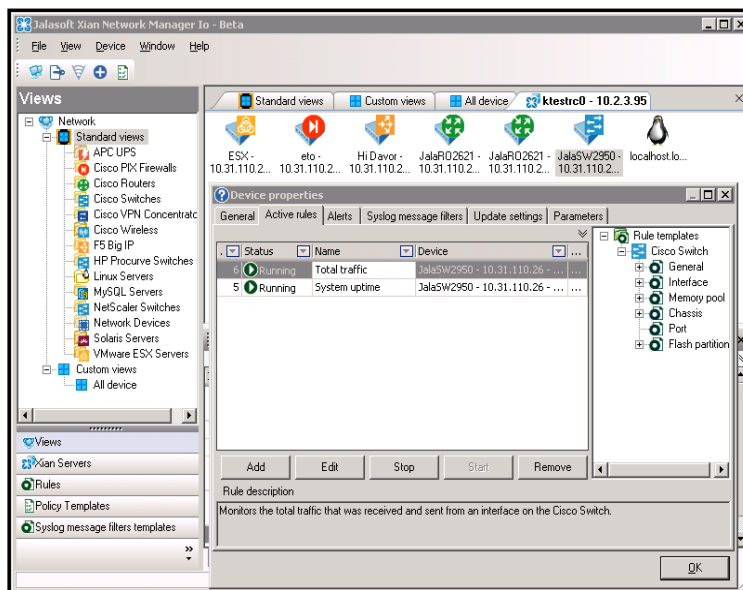 Jalasoft Xian Network Manager Io - Beta
File View Device Window Help
Views
Network
Standard views
APC UPS
Cisco PIX Firewalls
Cisco Routers
Cisco Switches
Cisco VPN Concentratc
Cisco Wireless
F5 Big IP
HP Procurve Switches
Linux Servers
MySQL Servers
NetScaler Switches
Network Devices
Solaris Servers
VMware ESX Servers
Custom views
All device
Views
Xian Servers
Rules
Policy Templates
Syslog message filters templates
Standard views Custom views All device ktestrc0 - 10.2.3.95
ESX - 10.31.110.2...
eto - 10.31.110.2...
Hi Davor - 10.31.110.2...
JalaRO2621 - 10.31.110.2...
JalaRO2621 - 10.31.110.2...
JalaSW2950 - 10.31.110.2...
localhost.lo...
Device properties
General Active rules Alerts Syslog message filters Update settings Parameters
. Status Name Device ...
6 Running Total traffic JalaSW2950 - 10.31.110.26 - ... ...
5 Running System uptime JalaSW2950 - 10.31.110.26 - ... ...
Rule templates
Cisco Switch
General
Interface
Memory pool
Chassis
Port
Flash partition
Add Edit Stop Start Remove
Rule description
Monitors the total traffic that was received and sent from an interface on the Cisco Switch.
OK